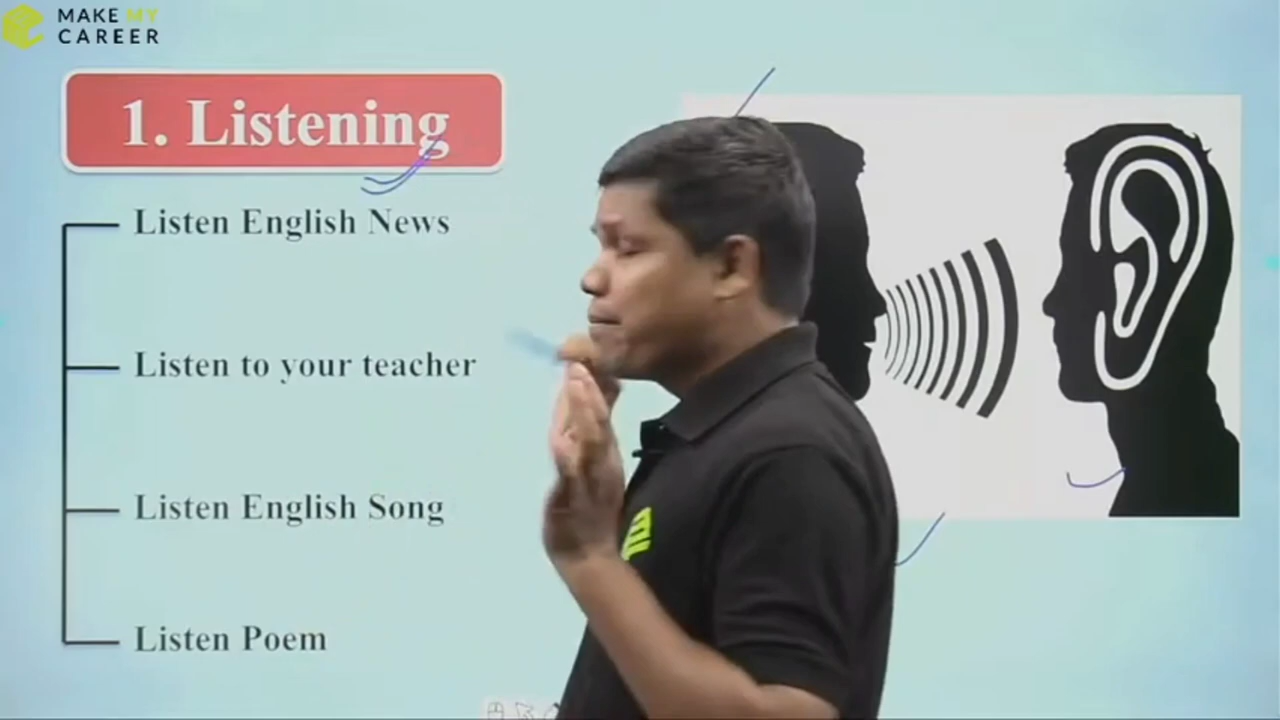 MAKE MY
CAREER
1. Listening
Listen English News
Listen to your teacher
Listen English Song
Listen Poem